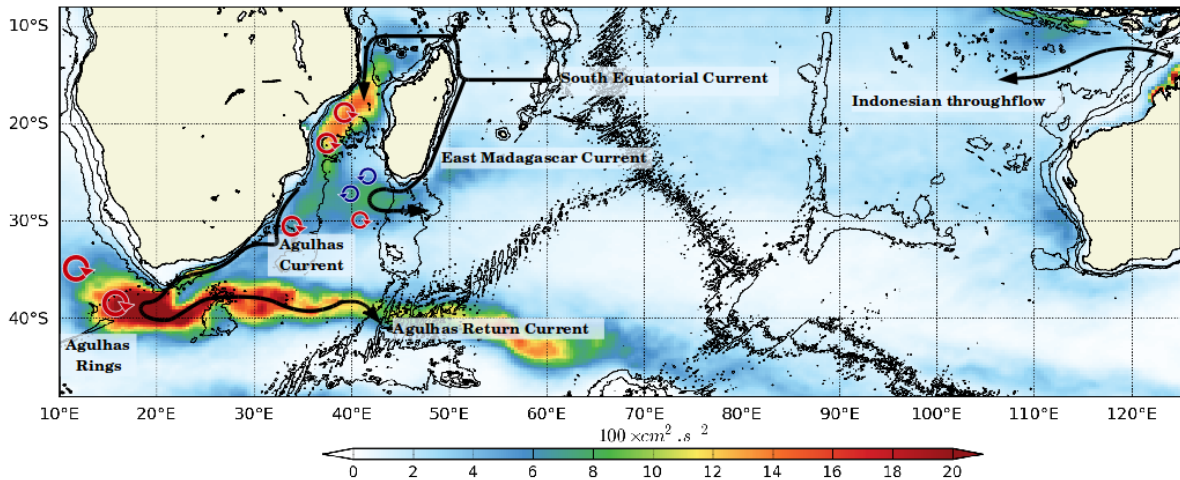 10°S
20°S
30°S
40°S
South Equatorial Current
Indonesian throughflow
East Madagascar Current
Agulhas
Current
Agulhas Return Current
Agulhas
Rings
10°E 20°E 30°E 40°E 50°E 60°E 70°E 80°E 90°E 100°E 110°E 120°E
100 ×cm² .s⁻²
0 2 4 6 8 10 12 14 16 18 20